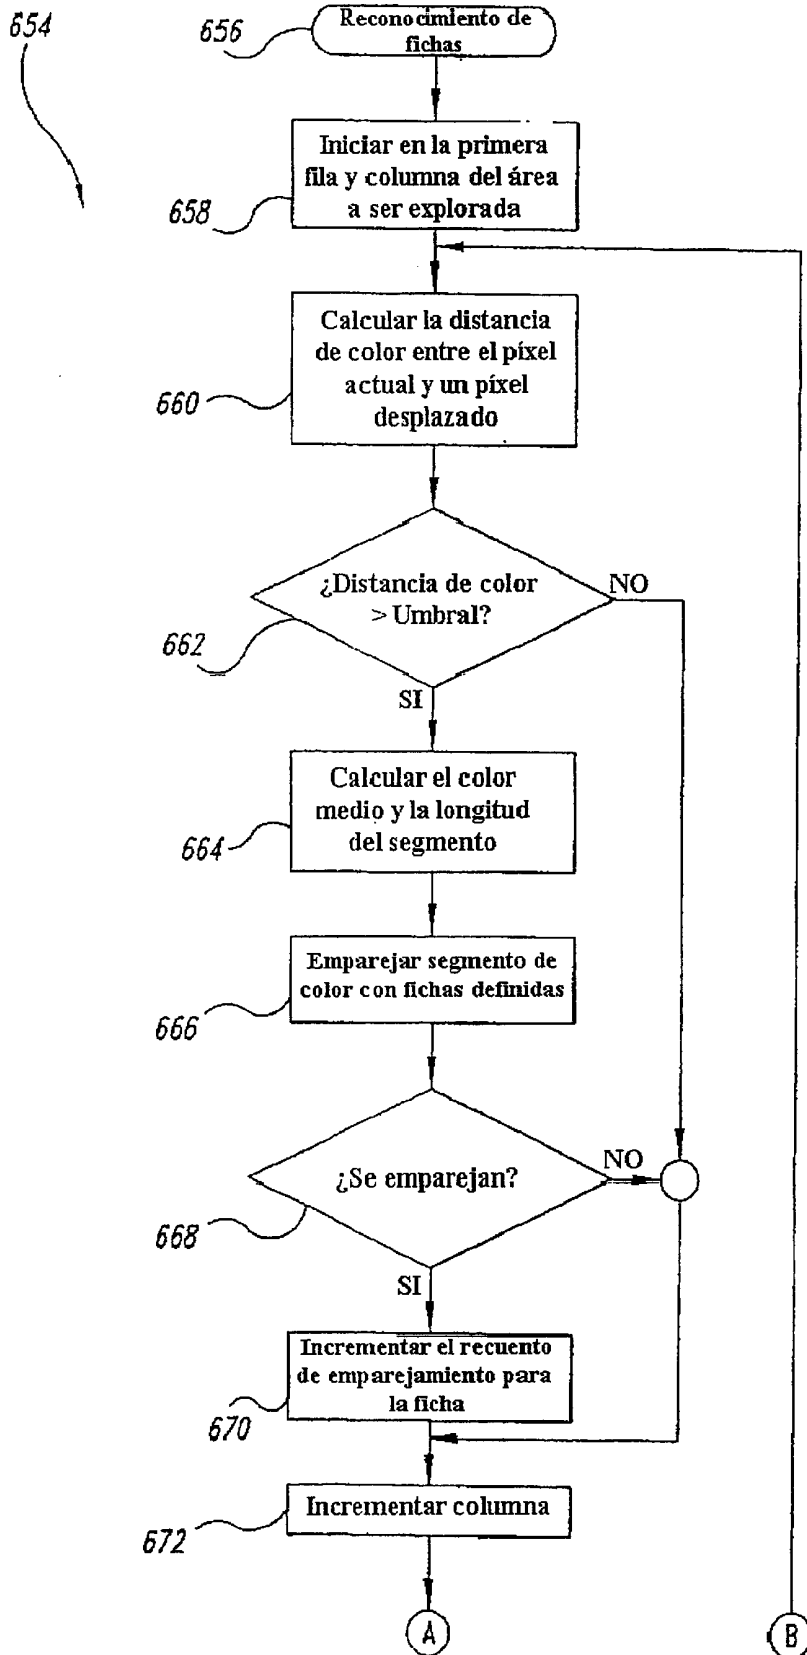 654
656
Reconocimiento de
fichas
Iniciar en la primera
fila y columna del área
a ser explorada
658
Calcular la distancia
de color entre el píxel
actual y un píxel
desplazado
660
¿Distancia de color
> Umbral?
NO
662
SI
Calcular el color
medio y la longitud
del segmento
664
Emparejar segmento de
color con fichas definidas
666
¿Se emparejan?
NO
668
SI
Incrementar el recuento
de emparejamiento para
la ficha
670
Incrementar columna
672
A
B